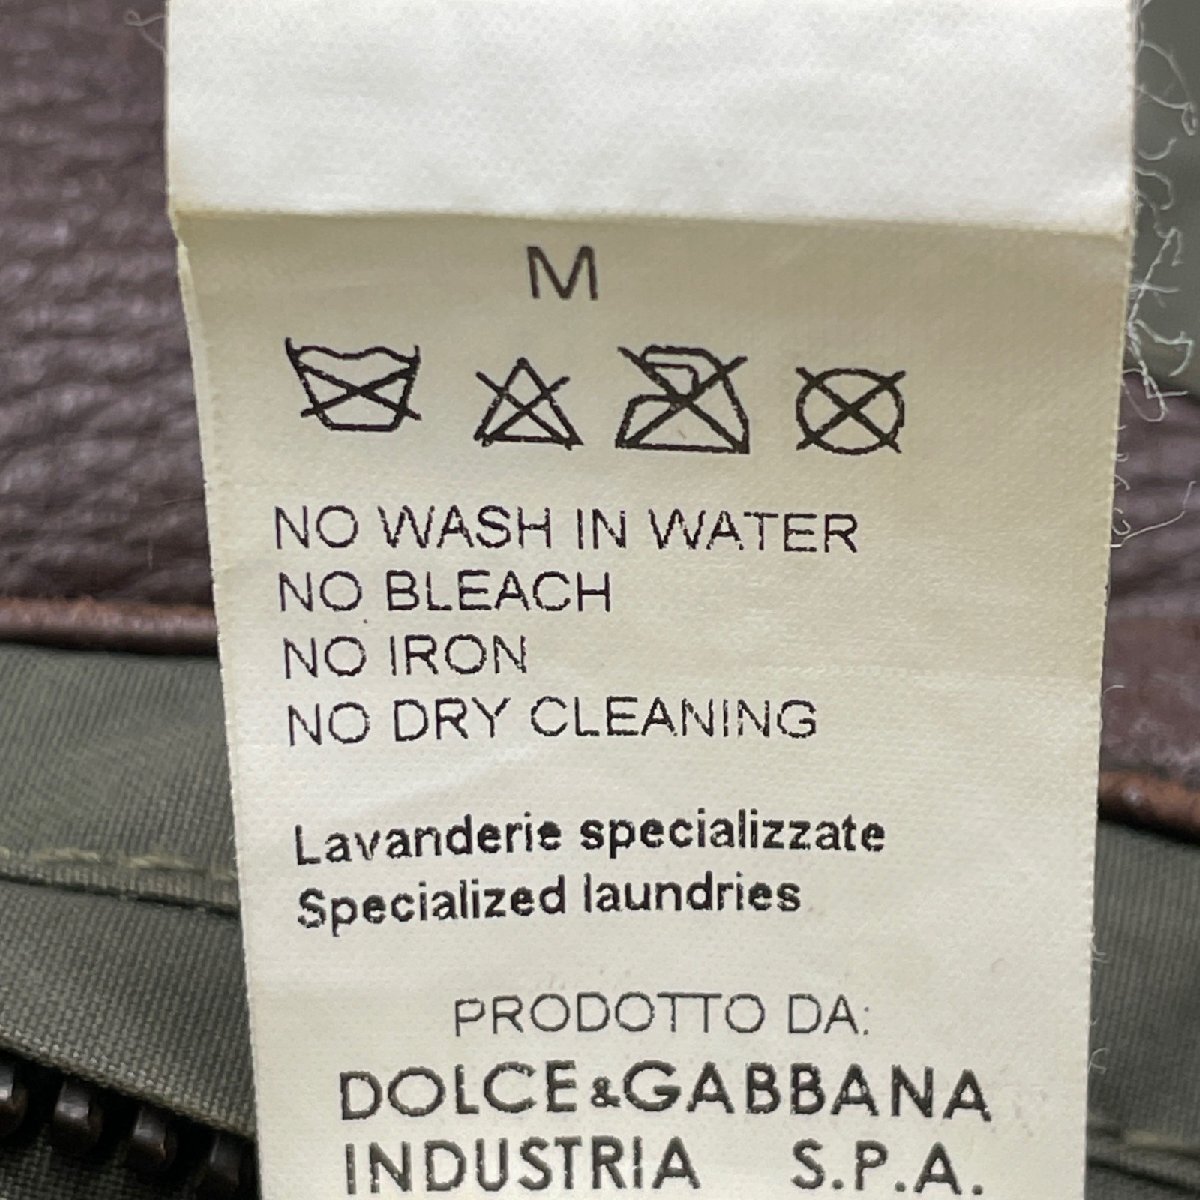 M
NO WASH IN WATER
NO BLEACH
NO IRON
NO DRY CLEANING
Lavanderie specializzate
Specialized laundries
PRODOTTO DA:
DOLCE&GABBANA
INDUSTRIA S.P.A.